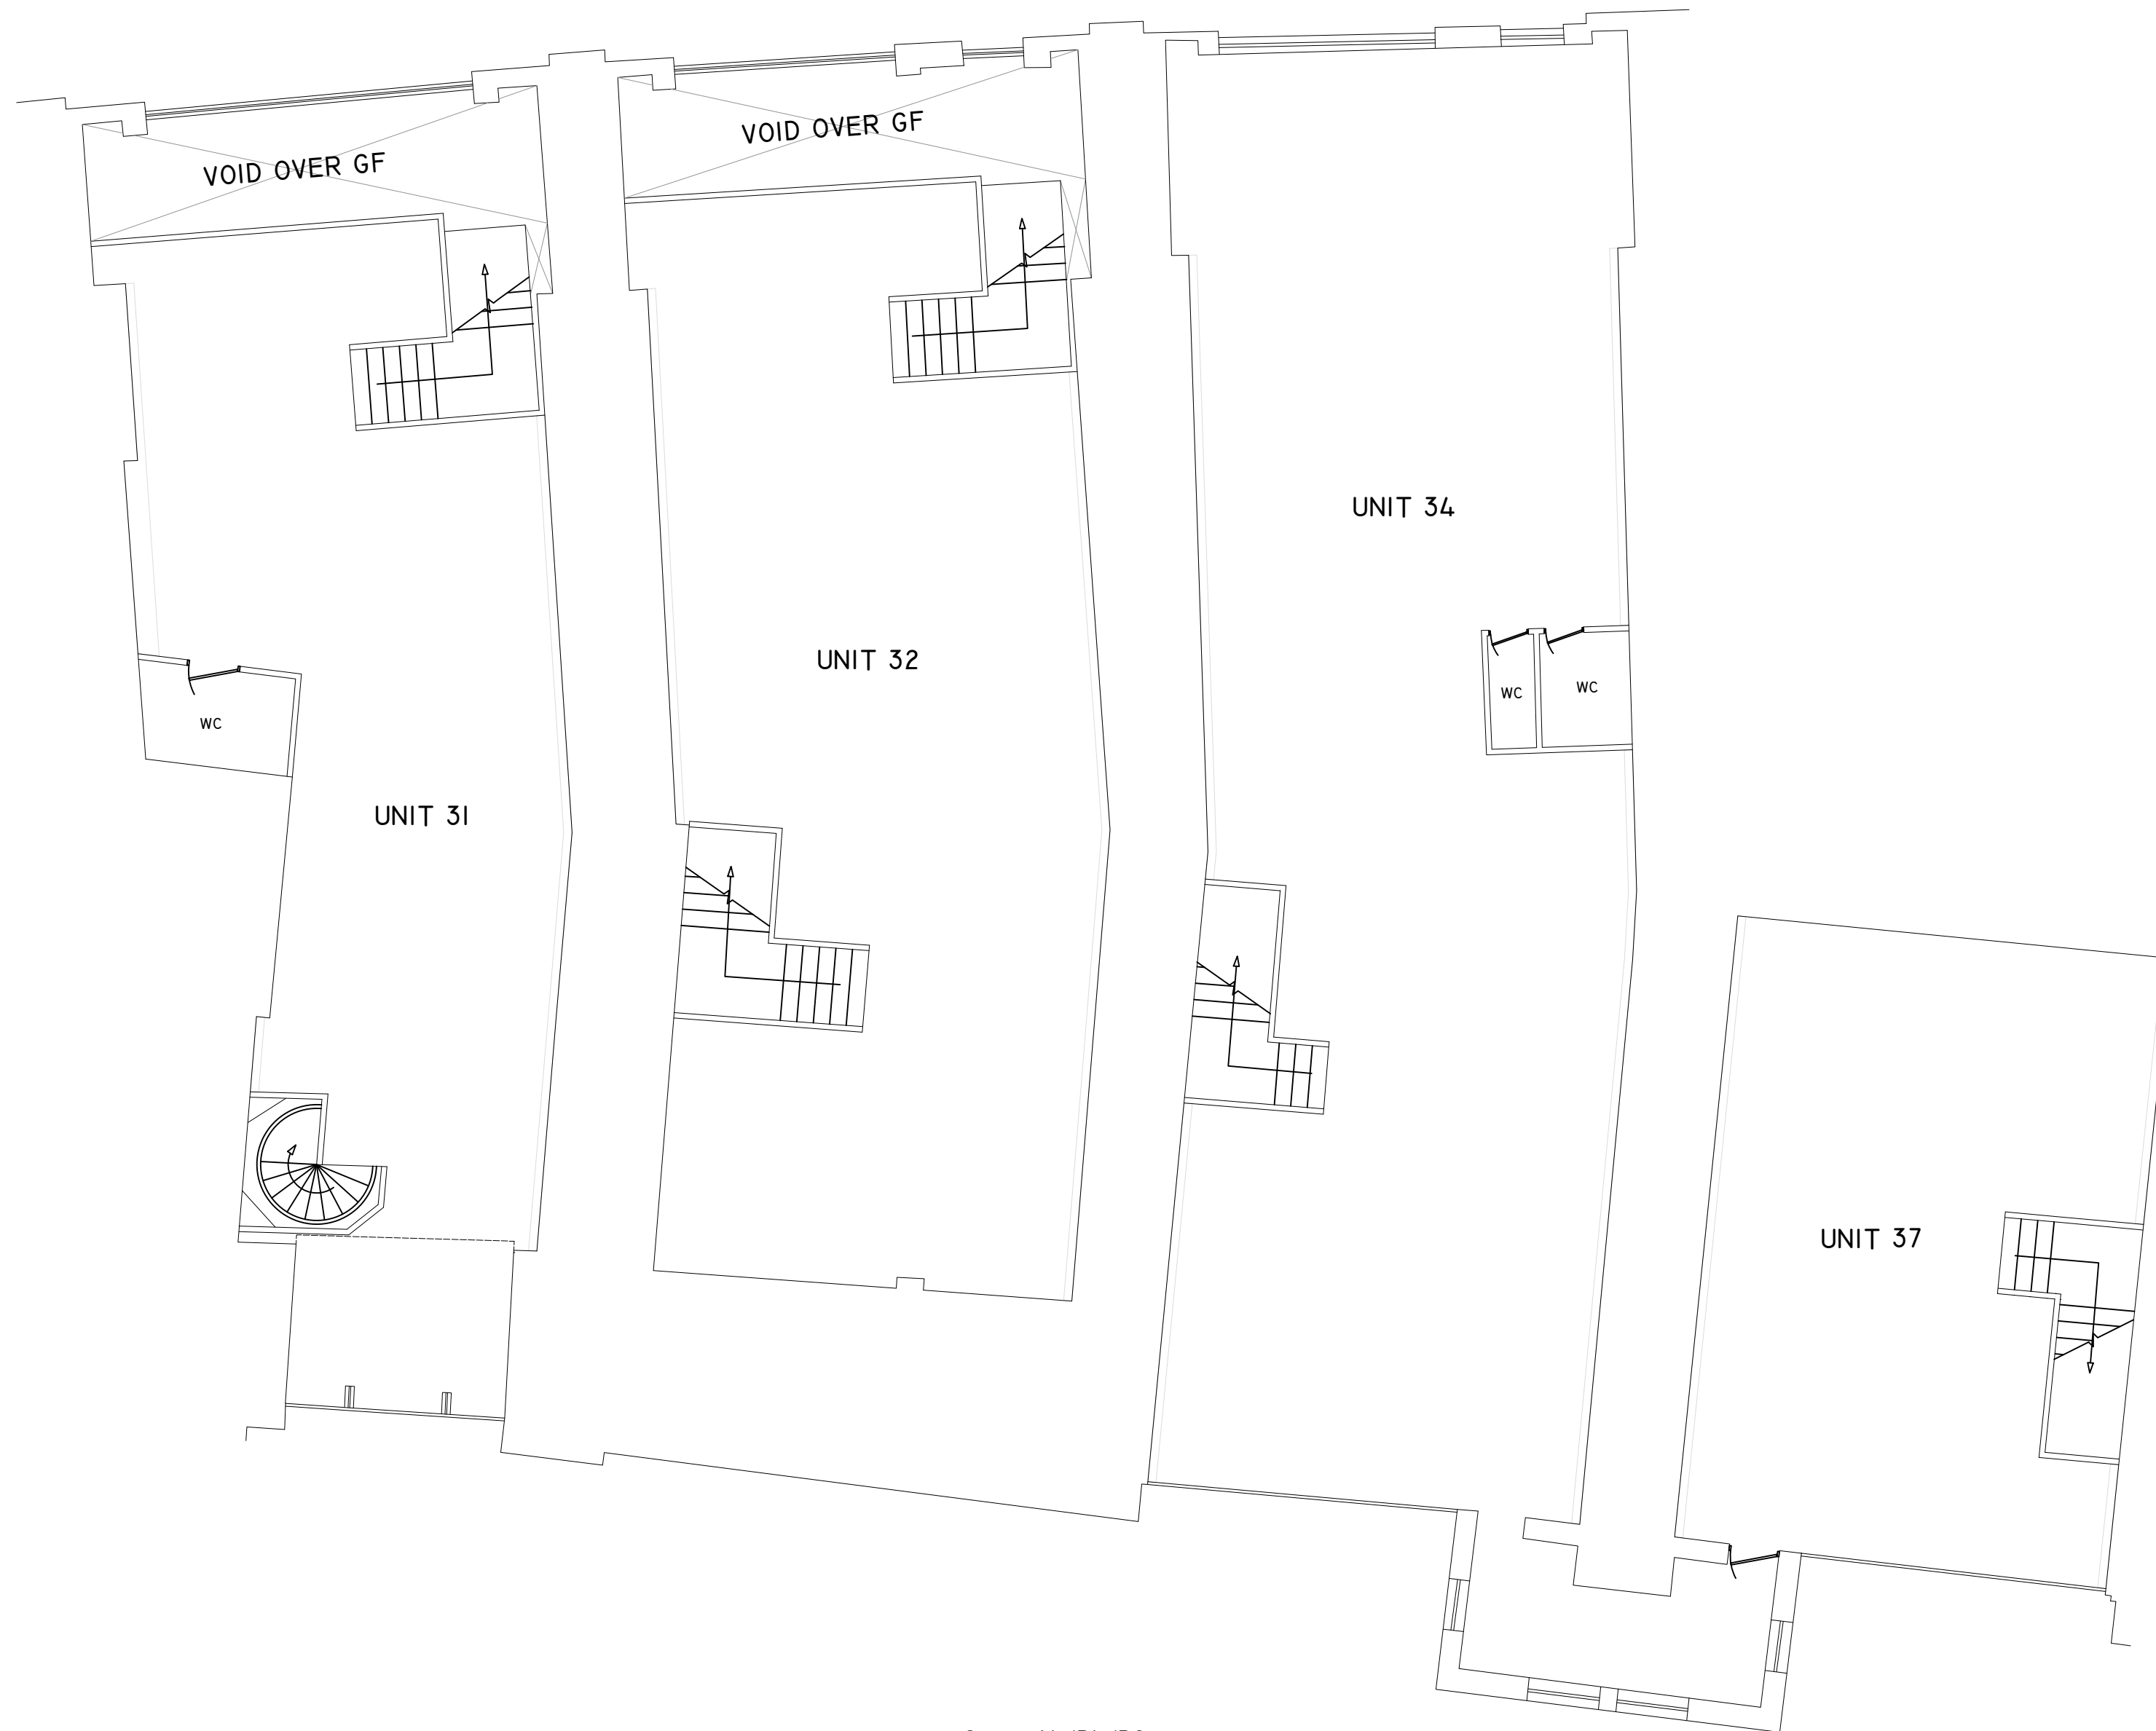 VOID OVER GF
VOID OVER GF
UNIT 34
UNIT 32
WC
WC
WC
UNIT 31
UNIT 37